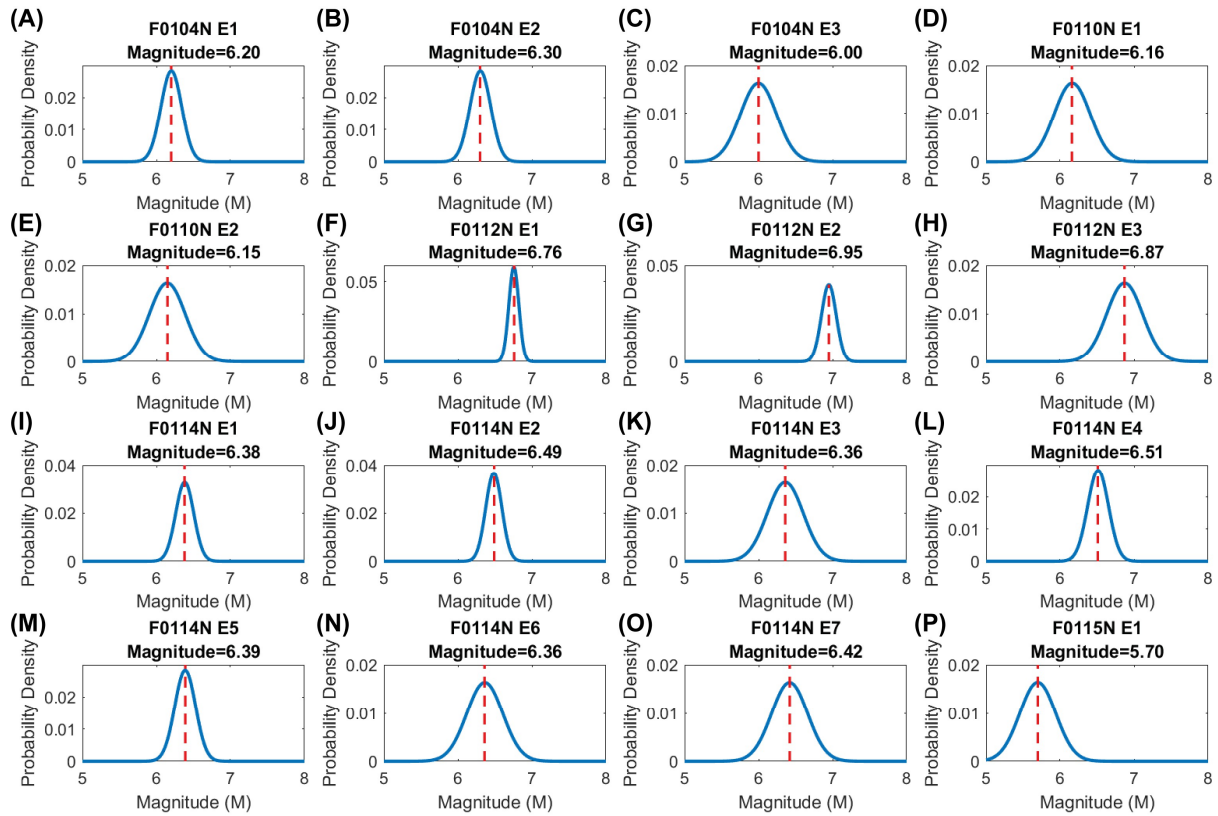 (A)
F0104N E1
Magnitude=6.20
Probability Density
0.02
0.01
0
5 6 7 8
Magnitude (M)
(B)
F0104N E2
Magnitude=6.30
Probability Density
0.02
0.01
0
5 6 7 8
Magnitude (M)
(C)
F0104N E3
Magnitude=6.00
Probability Density
0.02
0.01
0
5 6 7 8
Magnitude (M)
(D)
F0110N E1
Magnitude=6.16
Probability Density
0.02
0.01
0
5 6 7 8
Magnitude (M)
(E)
F0110N E2
Magnitude=6.15
Probability Density
0.02
0.01
0
5 6 7 8
Magnitude (M)
(F)
F0112N E1
Magnitude=6.76
Probability Density
0.05
0
5 6 7 8
Magnitude (M)
(G)
F0112N E2
Magnitude=6.95
Probability Density
0.05
0
5 6 7 8
Magnitude (M)
(H)
F0112N E3
Magnitude=6.87
Probability Density
0.02
0.01
0
5 6 7 8
Magnitude (M)
(I)
F0114N E1
Magnitude=6.38
Probability Density
0.04
0.02
0
5 6 7 8
Magnitude (M)
(J)
F0114N E2
Magnitude=6.49
Probability Density
0.04
0.02
0
5 6 7 8
Magnitude (M)
(K)
F0114N E3
Magnitude=6.36
Probability Density
0.02
0.01
0
5 6 7 8
Magnitude (M)
(L)
F0114N E4
Magnitude=6.51
Probability Density
0.02
0.01
0
5 6 7 8
Magnitude (M)
(M)
F0114N E5
Magnitude=6.39
Probability Density
0.02
0.01
0
5 6 7 8
Magnitude (M)
(N)
F0114N E6
Magnitude=6.36
Probability Density
0.02
0.01
0
5 6 7 8
Magnitude (M)
(O)
F0114N E7
Magnitude=6.42
Probability Density
0.02
0.01
0
5 6 7 8
Magnitude (M)
(P)
F0115N E1
Magnitude=5.70
Probability Density
0.02
0.01
0
5 6 7 8
Magnitude (M)